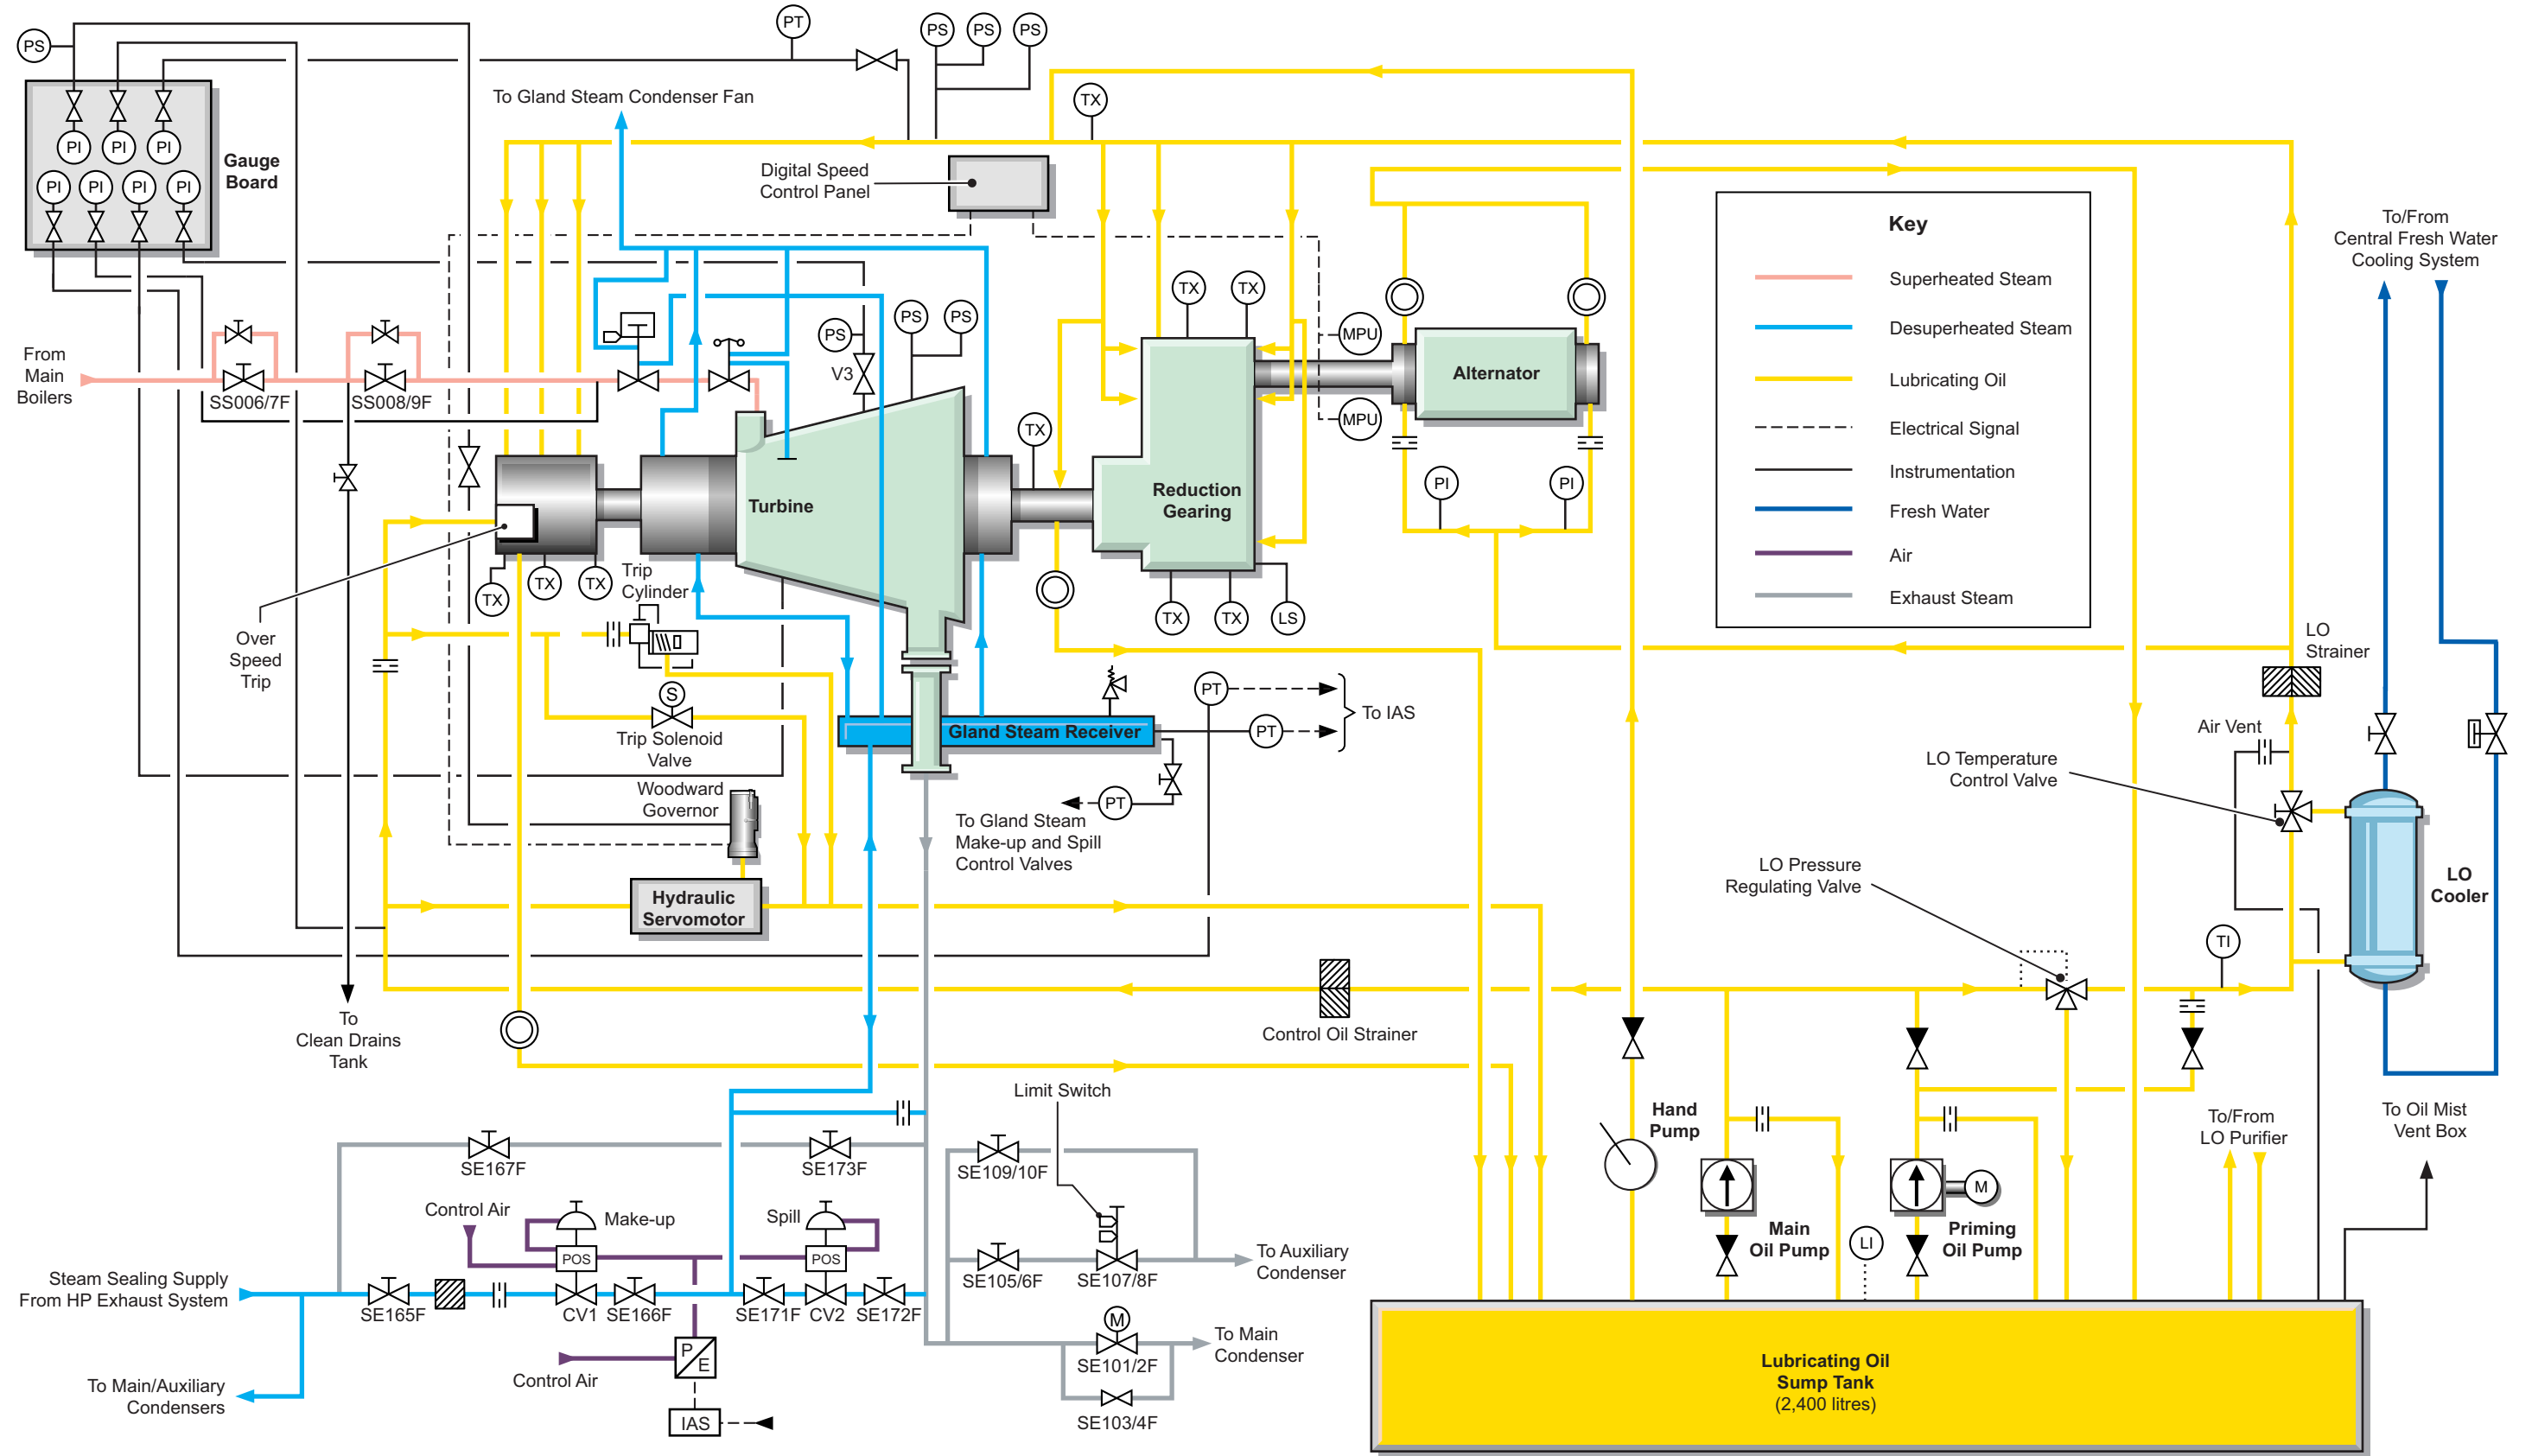 PS
PT
PS
PS
PS
To Gland Steam Condenser Fan
TX
PI
PI
PI
Gauge
Board
PI
PI
PI
PI
Digital Speed
Control Panel
Key
Superheated Steam
Desuperheated Steam
Lubricating Oil
Electrical Signal
Instrumentation
Fresh Water
Air
Exhaust Steam
To/From
Central Fresh Water
Cooling System
From
Main
Boilers
SS006/7F
SS008/9F
PS
V3
PS
PS
TX
TX
MPU
MPU
Alternator
TX
Turbine
Reduction
Gearing
PI
PI
TX
TX
TX
Over
Speed
Trip
Trip
Cylinder
TX
TX
LS
S
Trip Solenoid
Valve
Gland Steam Receiver
PT
PT
To IAS
PT
To Gland Steam
Make-up and Spill
Control Valves
Woodward
Governor
Hydraulic
Servomotor
LO
Strainer
Air Vent
LO Temperature
Control Valve
LO Pressure
Regulating Valve
LO
Cooler
TI
To
Clean Drains
Tank
Control Oil Strainer
Limit Switch
Hand
Pump
Main
Oil Pump
LI
M
Priming
Oil Pump
To/From
LO Purifier
To Oil Mist
Vent Box
SE167F
SE173F
SE109/10F
Control Air
Make-up
Spill
POS
POS
SE105/6F
SE107/8F
To Auxiliary
Condenser
Steam Sealing Supply
From HP Exhaust System
SE165F
CV1
SE166F
SE171F
CV2
SE172F
M
SE101/2F
To Main
Condenser
SE103/4F
Control Air
P
E
IAS
To Main/Auxiliary
Condensers
Lubricating Oil
Sump Tank
(2,400 litres)